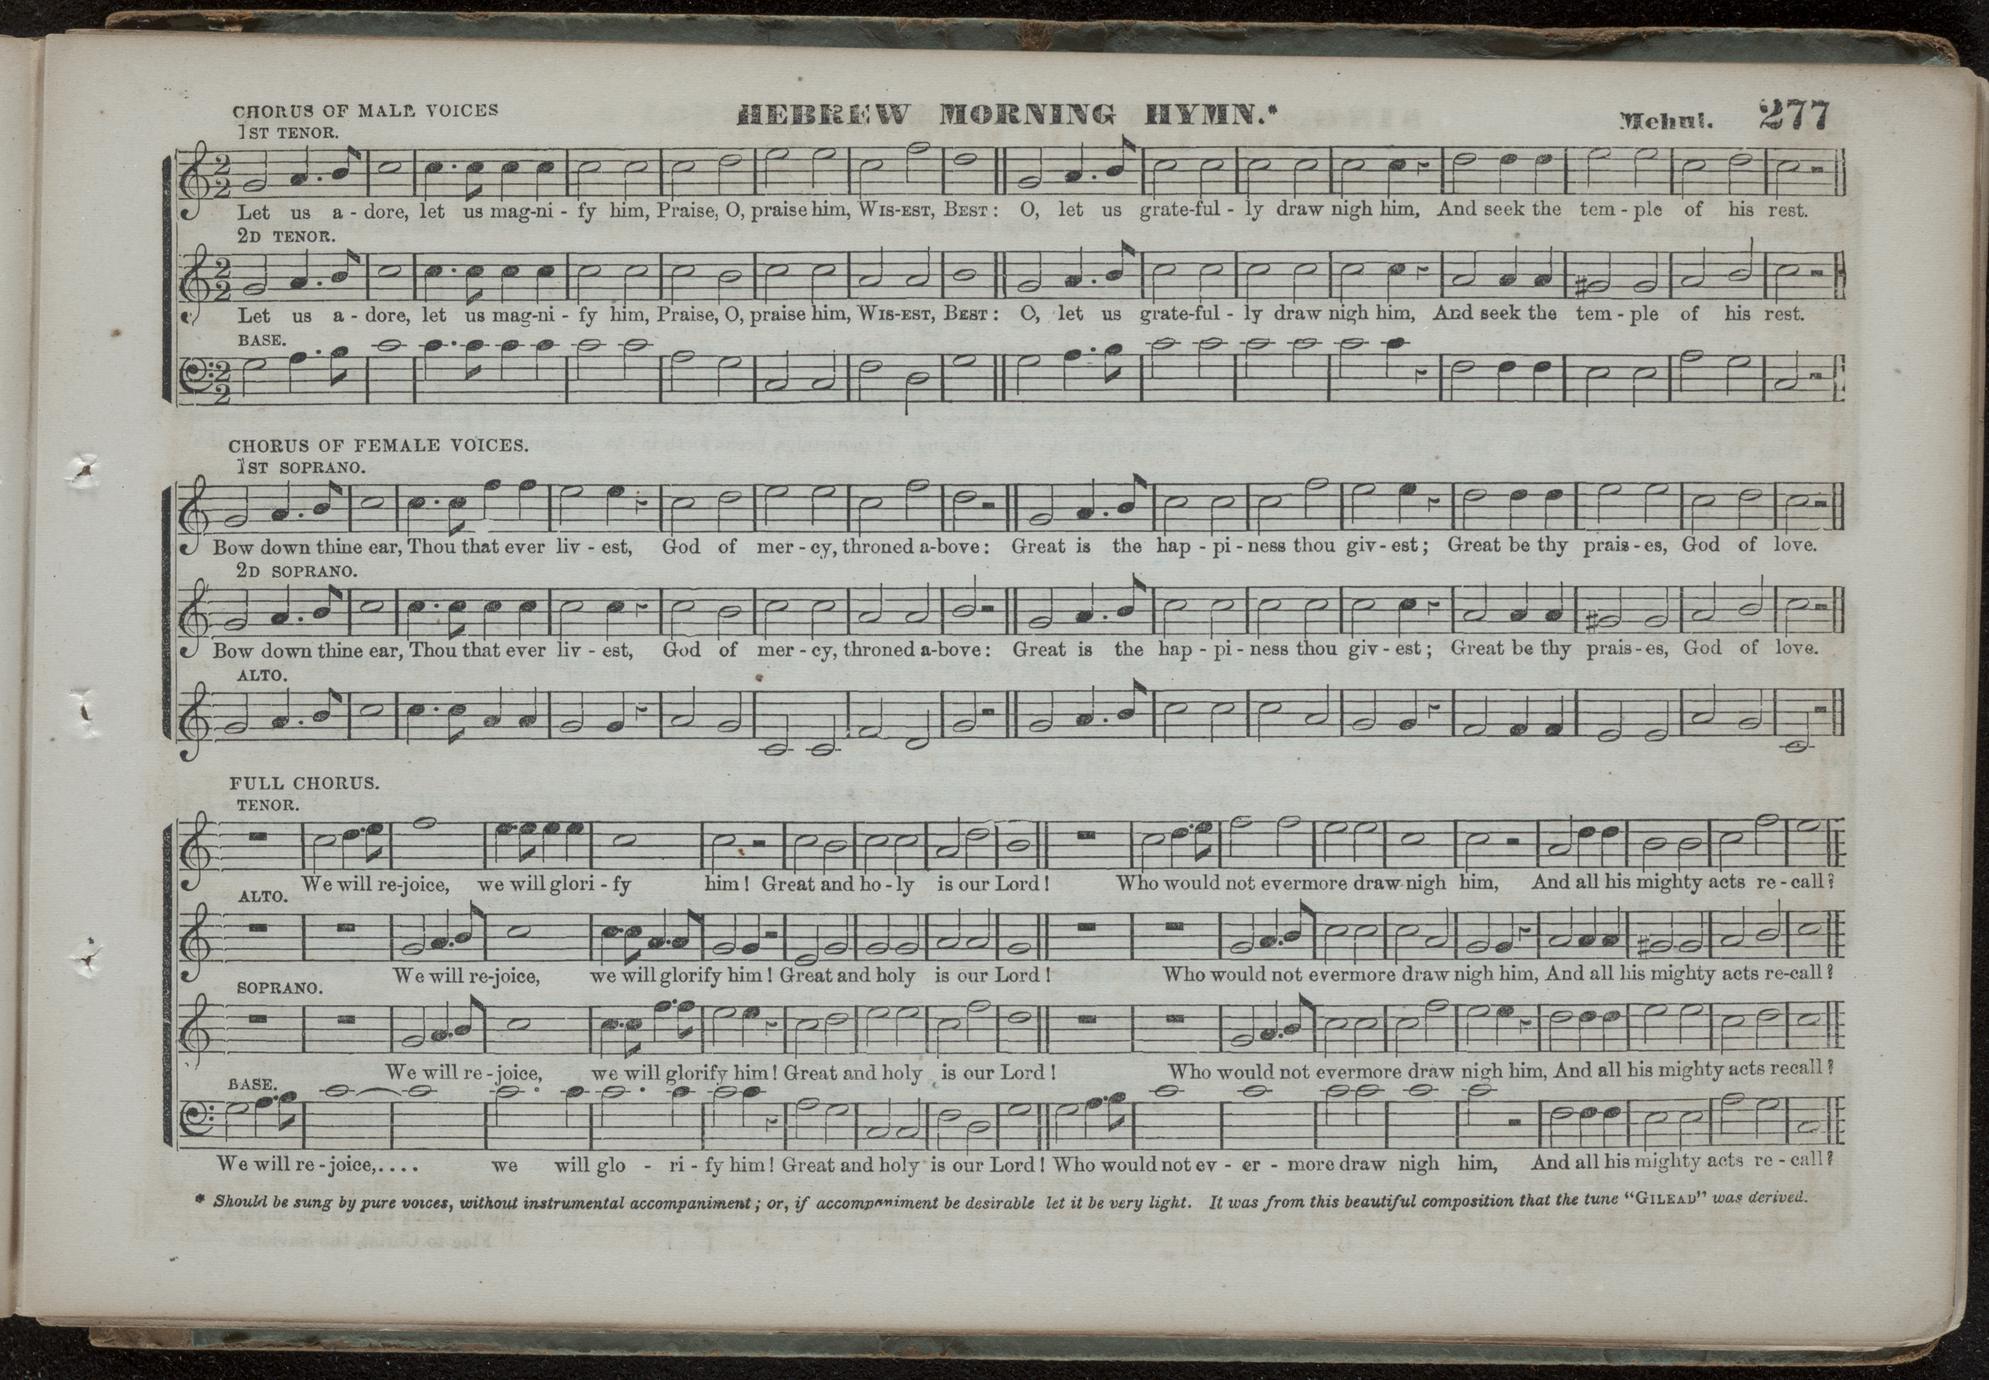 CHORUS OF MALE VOICES
HEBREW MORNING HYMN.*
Mehul. 277
1ST TENOR.
Let us a - dore, let us mag-ni - fy him, Praise, O, praise him, WIS-EST, BEST: O, let us grate-ful - ly draw nigh him, And seek the tem - ple of his rest.
2D TENOR.
Let us a - dore, let us mag-ni - fy him, Praise, O, praise him, WIS-EST, BEST: O, let us grate-ful - ly draw nigh him, And seek the tem - ple of his rest.
BASE.
CHORUS OF FEMALE VOICES.
1ST SOPRANO.
Bow down thine ear, Thou that ever liv - est, God of mer - cy, throned a-bove: Great is the hap - pi - ness thou giv - est; Great be thy prais - es, God of love.
2D SOPRANO.
Bow down thine ear, Thou that ever liv - est, God of mer - cy, throned a-bove: Great is the hap - pi - ness thou giv - est; Great be thy prais - es, God of love.
ALTO.
FULL CHORUS.
TENOR.
We will re-joice, we will glori - fy him! Great and ho - ly is our Lord! Who would not evermore draw nigh him, And all his mighty acts re - call?
ALTO.
We will re-joice, we will glorify him! Great and holy is our Lord! Who would not evermore draw nigh him, And all his mighty acts re-call?
SOPRANO.
We will re - joice, we will glorify him! Great and holy is our Lord! Who would not evermore draw nigh him, And all his mighty acts recall?
BASE.
We will re - joice,.... we will glo - ri - fy him! Great and holy is our Lord! Who would not ev - er - more draw nigh him, And all his mighty acts re - call?
* Should be sung by pure voices, without instrumental accompaniment; or, if accompaniment be desirable let it be very light. It was from this beautiful composition that the tune "GILEAD" was derived.